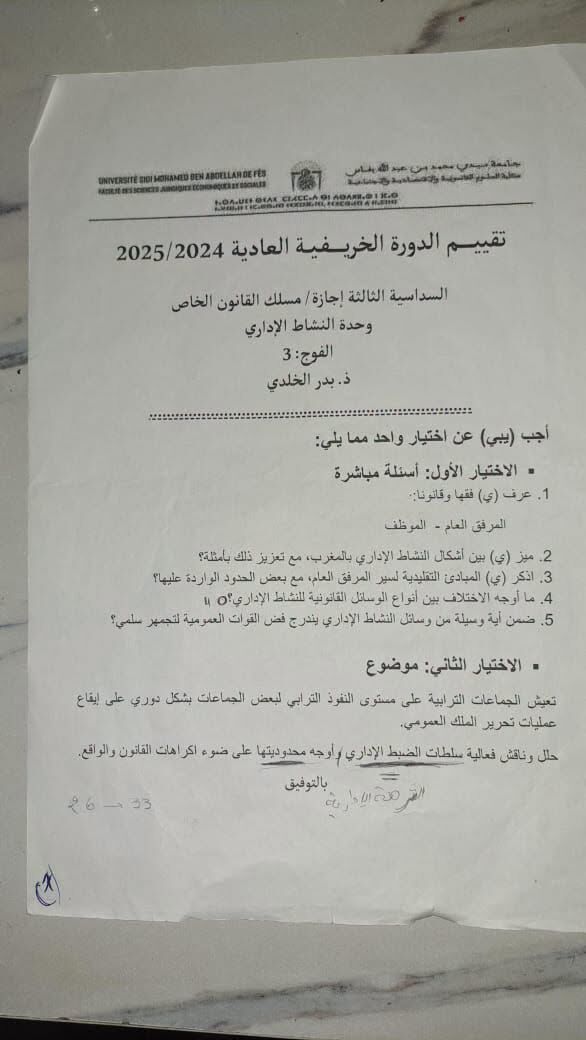 جامعة سيدي محمد بن عبد الله بفاس
كلية العلوم القانونية والاقتصادية والاجتماعية
UNIVERSITÉ SIDI MOHAMED BEN ABDELLAH DE FÈS
FACULTÉ DES SCIENCES JURIDIQUES ECONOMIQUES ET SOCIALES
تقييم الدورة الخريفية العادية 2025/2024
السداسية الثالثة إجازة/ مسلك القانون الخاص
وحدة النشاط الإداري
الفوج: 3
ذ. بدر الخلدي
أجب (يبي) عن اختيار واحد مما يلي:
▪ الاختيار الأول: أسئلة مباشرة
1. عرف (ي) فقها وقانونا:
المرفق العام - الموظف
2. ميز (ي) بين أشكال النشاط الإداري بالمغرب، مع تعزيز ذلك بأمثلة؟
3. اذكر (ي) المبادئ التقليدية لسير المرفق العام، مع بعض الحدود الواردة عليها؟
4. ما أوجه الاختلاف بين أنواع الوسائل القانونية للنشاط الإداري؟
5. ضمن أية وسيلة من وسائل النشاط الإداري يندرج فض القوات العمومية لتجمهر سلمي؟
▪ الاختيار الثاني: موضوع
تعيش الجماعات الترابية على مستوى النفوذ الترابي لبعض الجماعات بشكل دوري على إيقاع
عمليات تحرير الملك العمومي.
حلل وناقش فعالية سلطات الضبط الإداري وأوجه محدوديتها على ضوء اكراهات القانون والواقع.
بالتوفيق
26 → 33